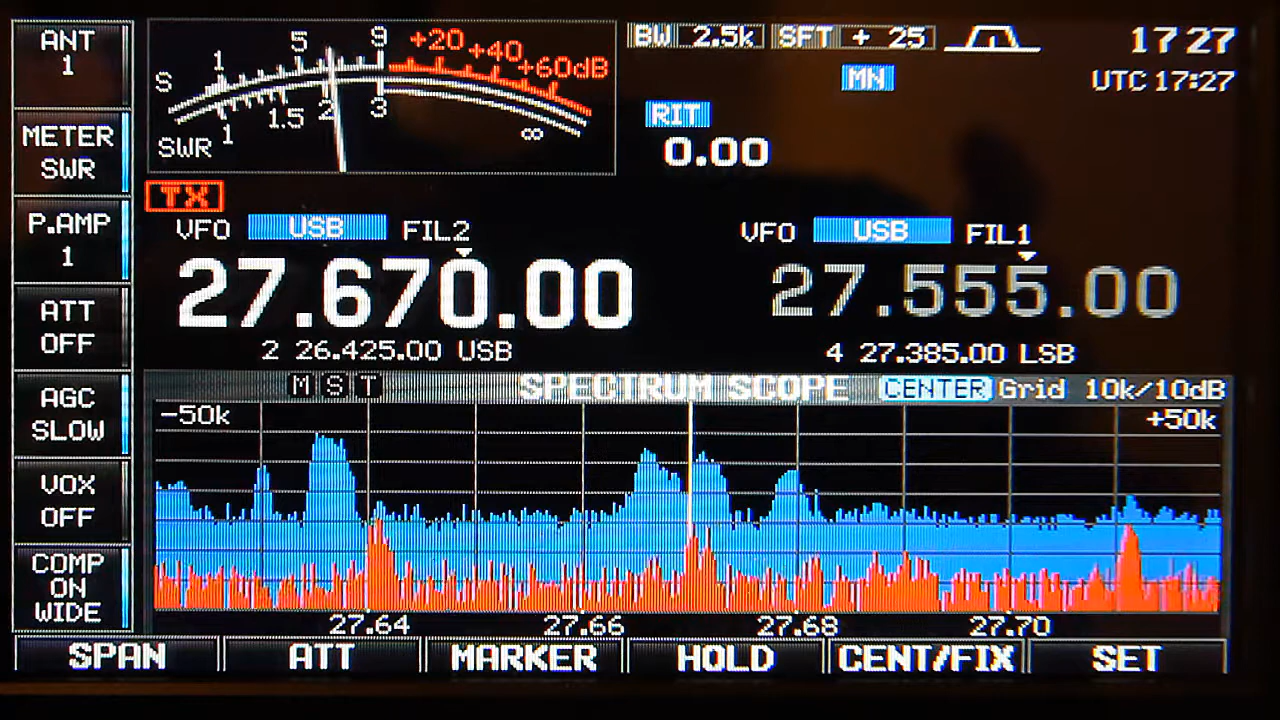 ANT
1
METER
SWR
P.AMP
1
ATT
OFF
AGC
SLOW
VOX
OFF
COMP
ON
WIDE
S 1 5 9 +20 +40 +60dB
SWR 1 1.5 2 3 ∞
BW 2.5k SFT + 25
MN
17 27
UTC 17:27
RIT
0.00
TX
VFO USB FIL2
27.670.00
2 26.425.00 USB
VFO USB FIL1
27.555.00
4 27.385.00 LSB
M S T SPECTRUM SCOPE CENTER Grid 10k/10dB
-50k +50k
27.64 27.66 27.68 27.70
SPAN ATT MARKER HOLD CENT/FIX SET